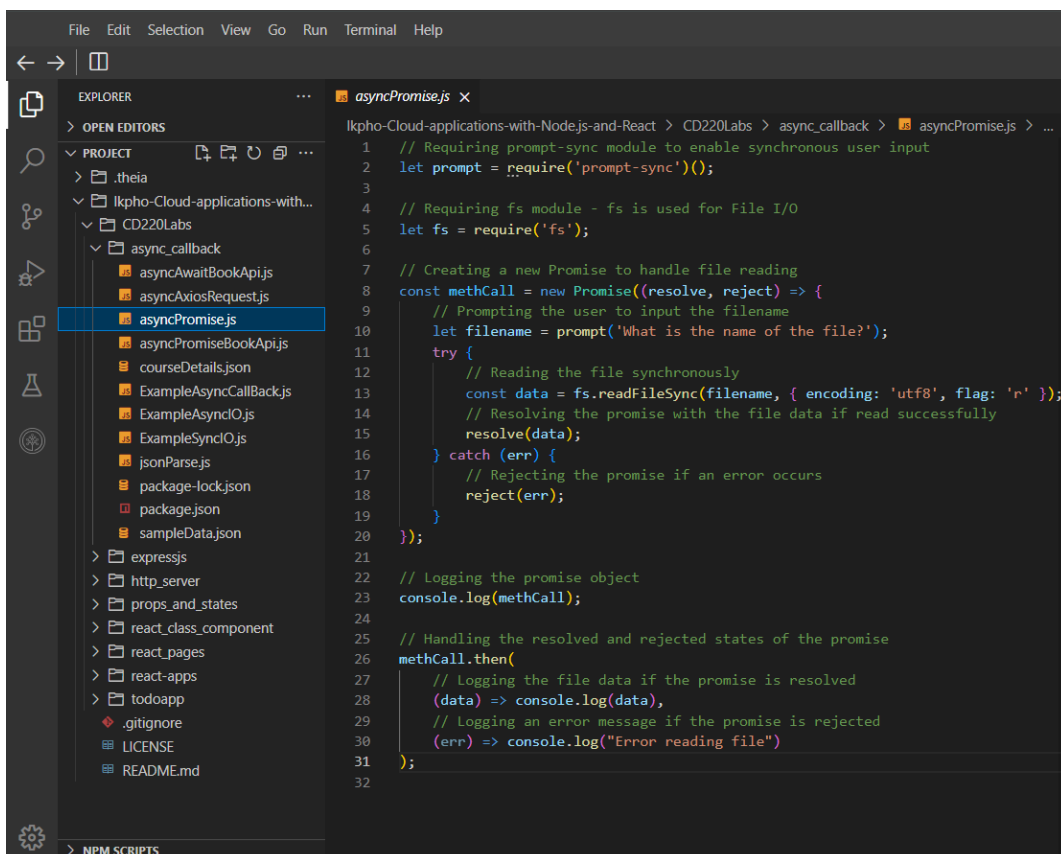 File Edit Selection View Go Run Terminal Help
EXPLORER
OPEN EDITORS
PROJECT
.theia
lkpho-Cloud-applications-with...
CD220Labs
async_callback
asyncAwaitBookApi.js
asyncAxiosRequest.js
asyncPromise.js
asyncPromiseBookApi.js
courseDetails.json
ExampleAsyncCallBack.js
ExampleAsyncIO.js
ExampleSyncIO.js
jsonParse.js
package-lock.json
package.json
sampleData.json
expressjs
http_server
props_and_states
react_class_component
react_pages
react-apps
todoapp
.gitignore
LICENSE
README.md
NPM SCRIPTS
JS asyncPromise.js
lkpho-Cloud-applications-with-Node.js-and-React > CD220Labs > async_callback > JS asyncPromise.js > ...
1 // Requiring prompt-sync module to enable synchronous user input
2 let prompt = require('prompt-sync')();
3
4 // Requiring fs module - fs is used for File I/O
5 let fs = require('fs');
6
7 // Creating a new Promise to handle file reading
8 const methCall = new Promise((resolve, reject) => {
9 // Prompting the user to input the filename
10 let filename = prompt('What is the name of the file?');
11 try {
12 // Reading the file synchronously
13 const data = fs.readFileSync(filename, { encoding: 'utf8', flag: 'r' });
14 // Resolving the promise with the file data if read successfully
15 resolve(data);
16 } catch (err) {
17 // Rejecting the promise if an error occurs
18 reject(err);
19 }
20 });
21
22 // Logging the promise object
23 console.log(methCall);
24
25 // Handling the resolved and rejected states of the promise
26 methCall.then(
27 // Logging the file data if the promise is resolved
28 (data) => console.log(data),
29 // Logging an error message if the promise is rejected
30 (err) => console.log("Error reading file")
31 );
32